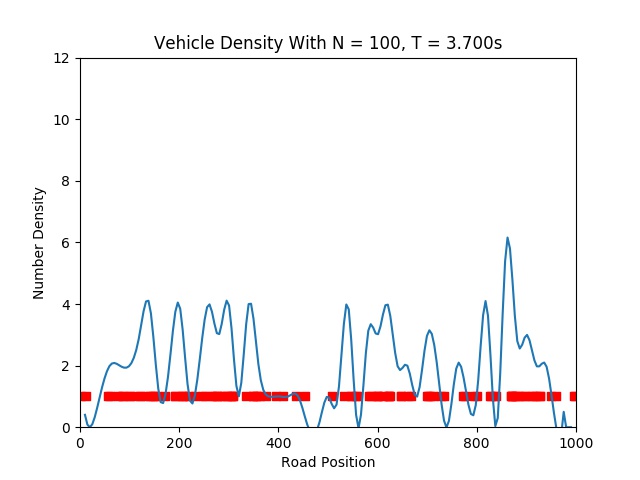 Vehicle Density With N = 100, T = 3.700s
12
10
8
6
4
2
0
Number Density
0 200 400 600 800 1000
Road Position